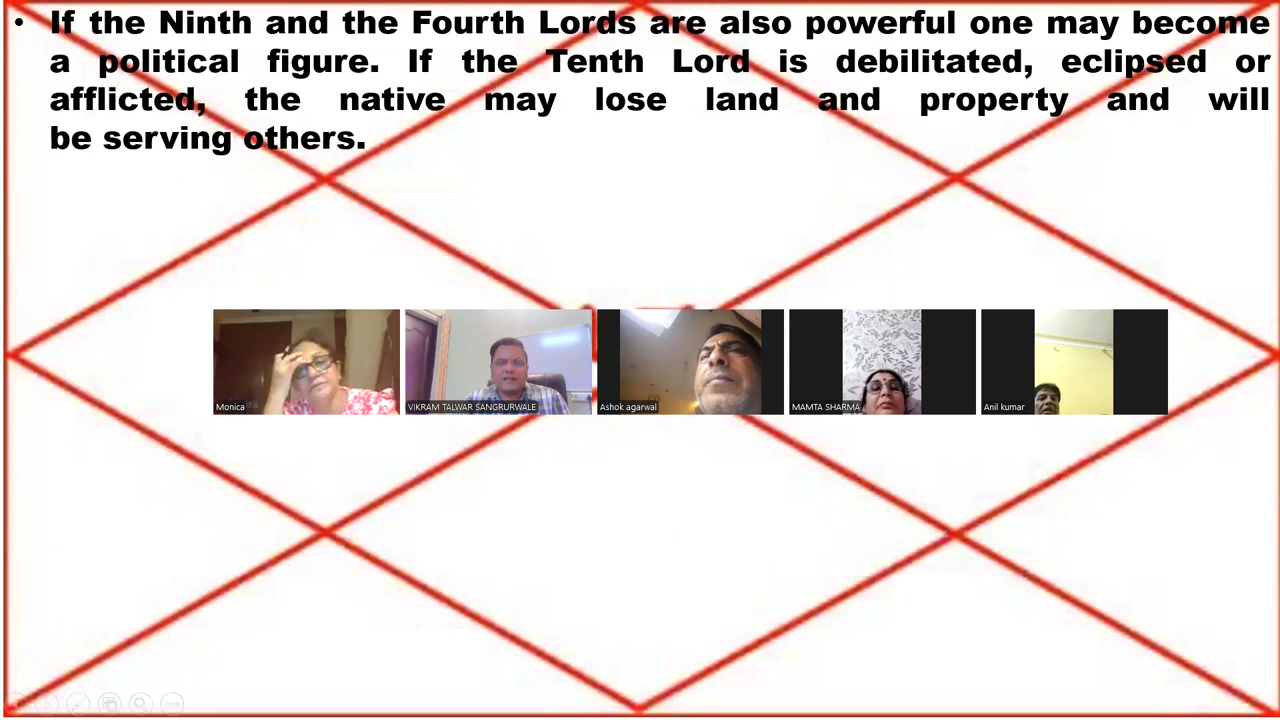 • If the Ninth and the Fourth Lords are also powerful one may become
a political figure. If the Tenth Lord is debilitated, eclipsed or
afflicted, the native may lose land and property and will
be serving others.
Monica
VIKRAM TALWAR SANGRURWALE
Ashok agarwal
MAMTA SHARMA
Anil kumar